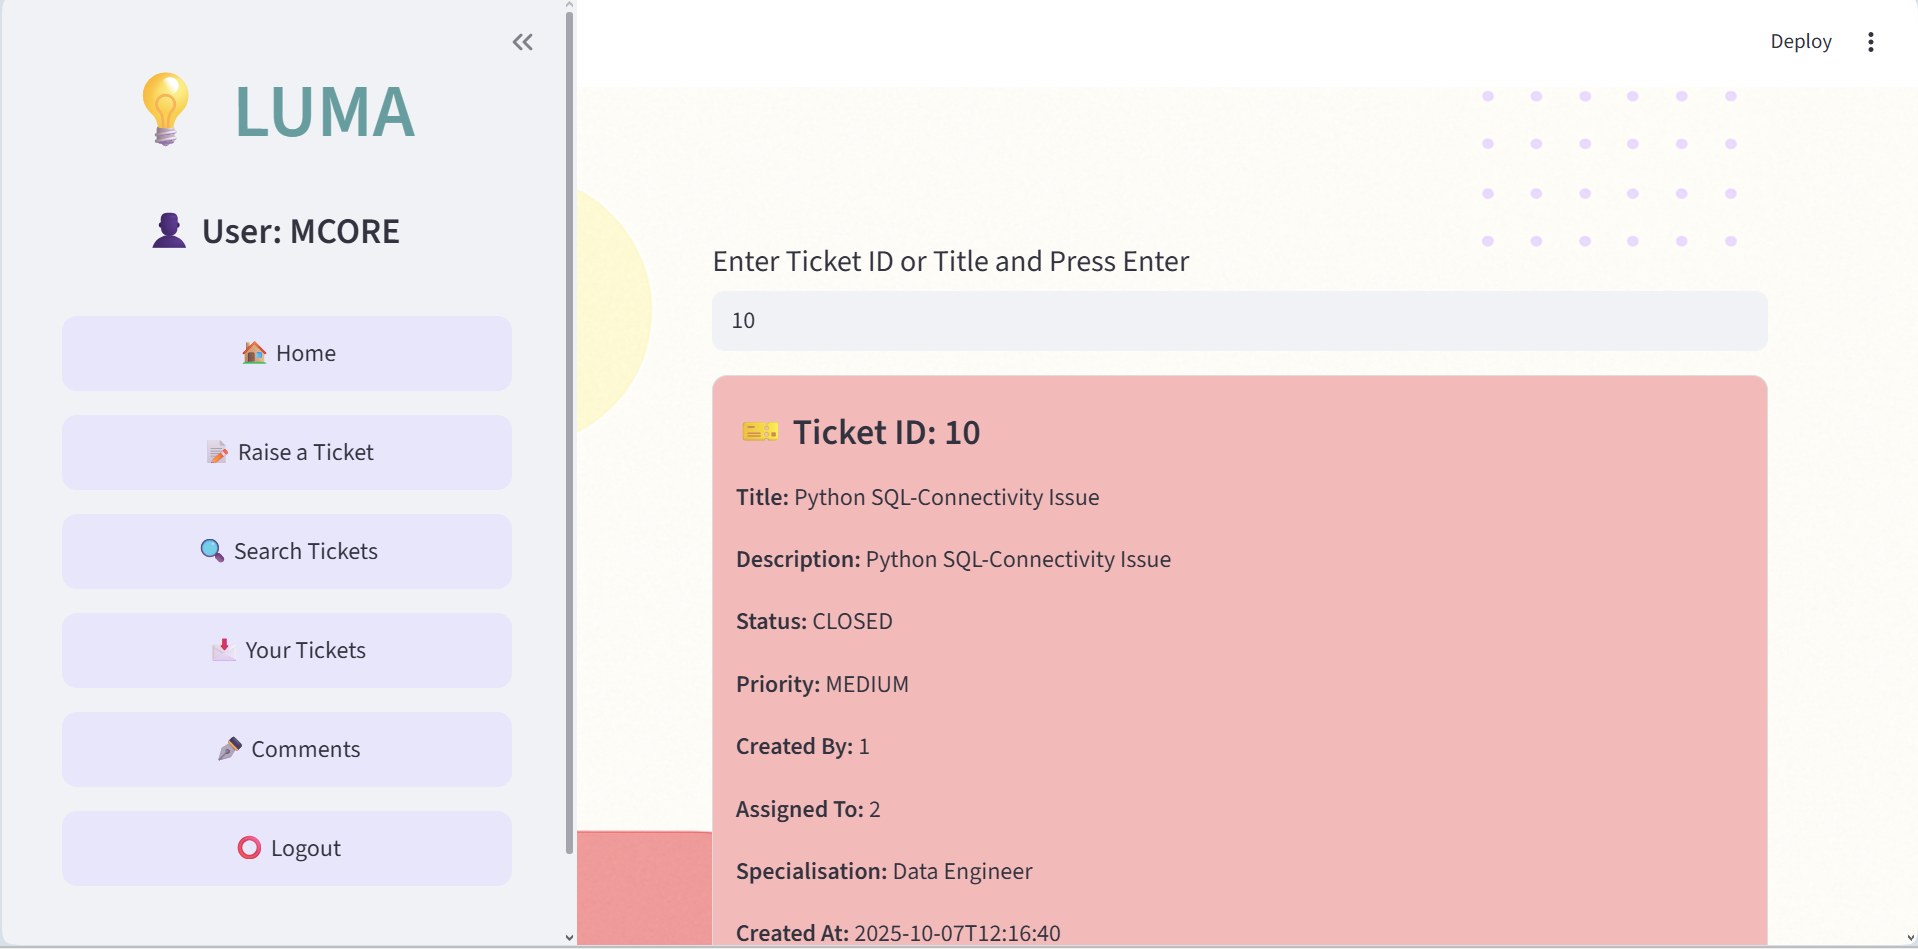 LUMA
User: MCORE
Home
Raise a Ticket
Search Tickets
Your Tickets
Comments
Logout
Deploy
Enter Ticket ID or Title and Press Enter
10
Ticket ID: 10
Title: Python SQL-Connectivity Issue
Description: Python SQL-Connectivity Issue
Status: CLOSED
Priority: MEDIUM
Created By: 1
Assigned To: 2
Specialisation: Data Engineer
Created At: 2025-10-07T12:16:40